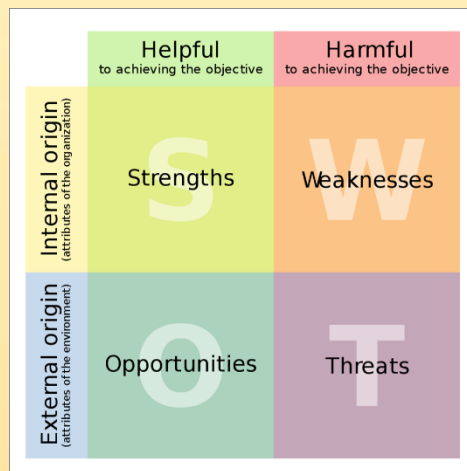 Helpful
to achieving the objective
Harmful
to achieving the objective
Internal origin
(attributes of the organization)
S
Strengths
W
Weaknesses
External origin
(attributes of the environment)
O
Opportunities
T
Threats